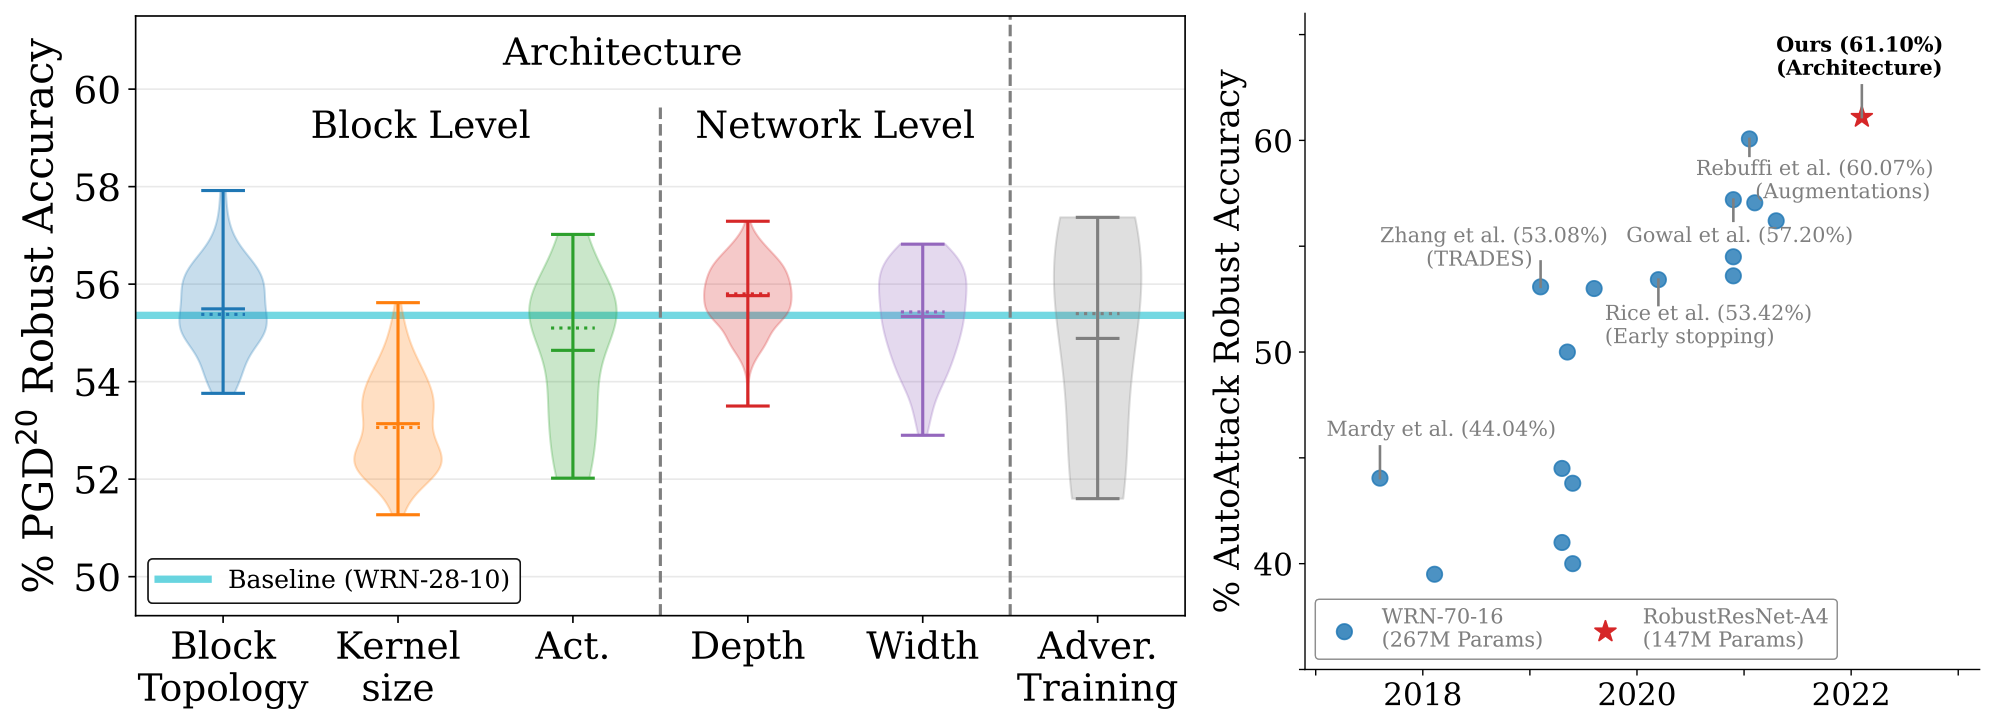 % PGD20 Robust Accuracy
60
58
56
54
52
50
Architecture
Block Level
Network Level
Baseline (WRN-28-10)
Block
Topology
Kernel
size
Act.
Depth
Width
Adver.
Training
% AutoAttack Robust Accuracy
60
50
40
Ours (61.10%)
(Architecture)
Rebuffi et al. (60.07%)
(Augmentations)
Zhang et al. (53.08%)
(TRADES)
Gowal et al. (57.20%)
Rice et al. (53.42%)
(Early stopping)
Mardy et al. (44.04%)
WRN-70-16
(267M Params)
RobustResNet-A4
(147M Params)
2018
2020
2022